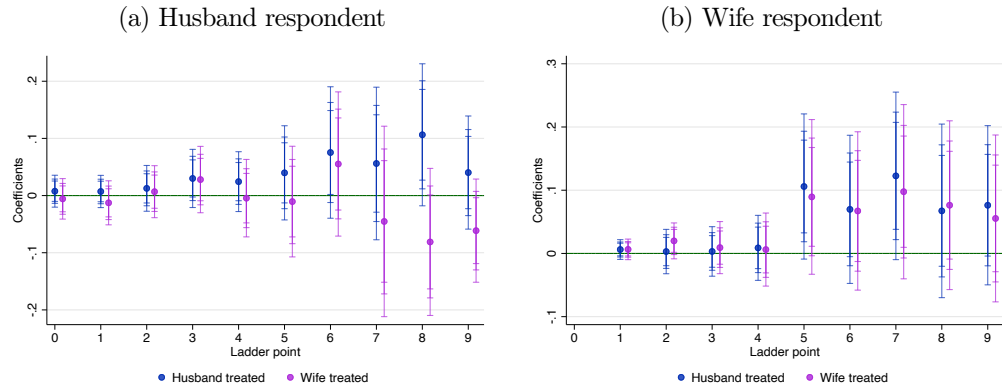 (a) Husband respondent
Coefficients
.2
.1
0
-.1
-.2
0 1 2 3 4 5 6 7 8 9
Ladder point
Husband treated Wife treated
(b) Wife respondent
Coefficients
.3
.2
.1
0
-.1
0 1 2 3 4 5 6 7 8 9
Ladder point
Husband treated Wife treated